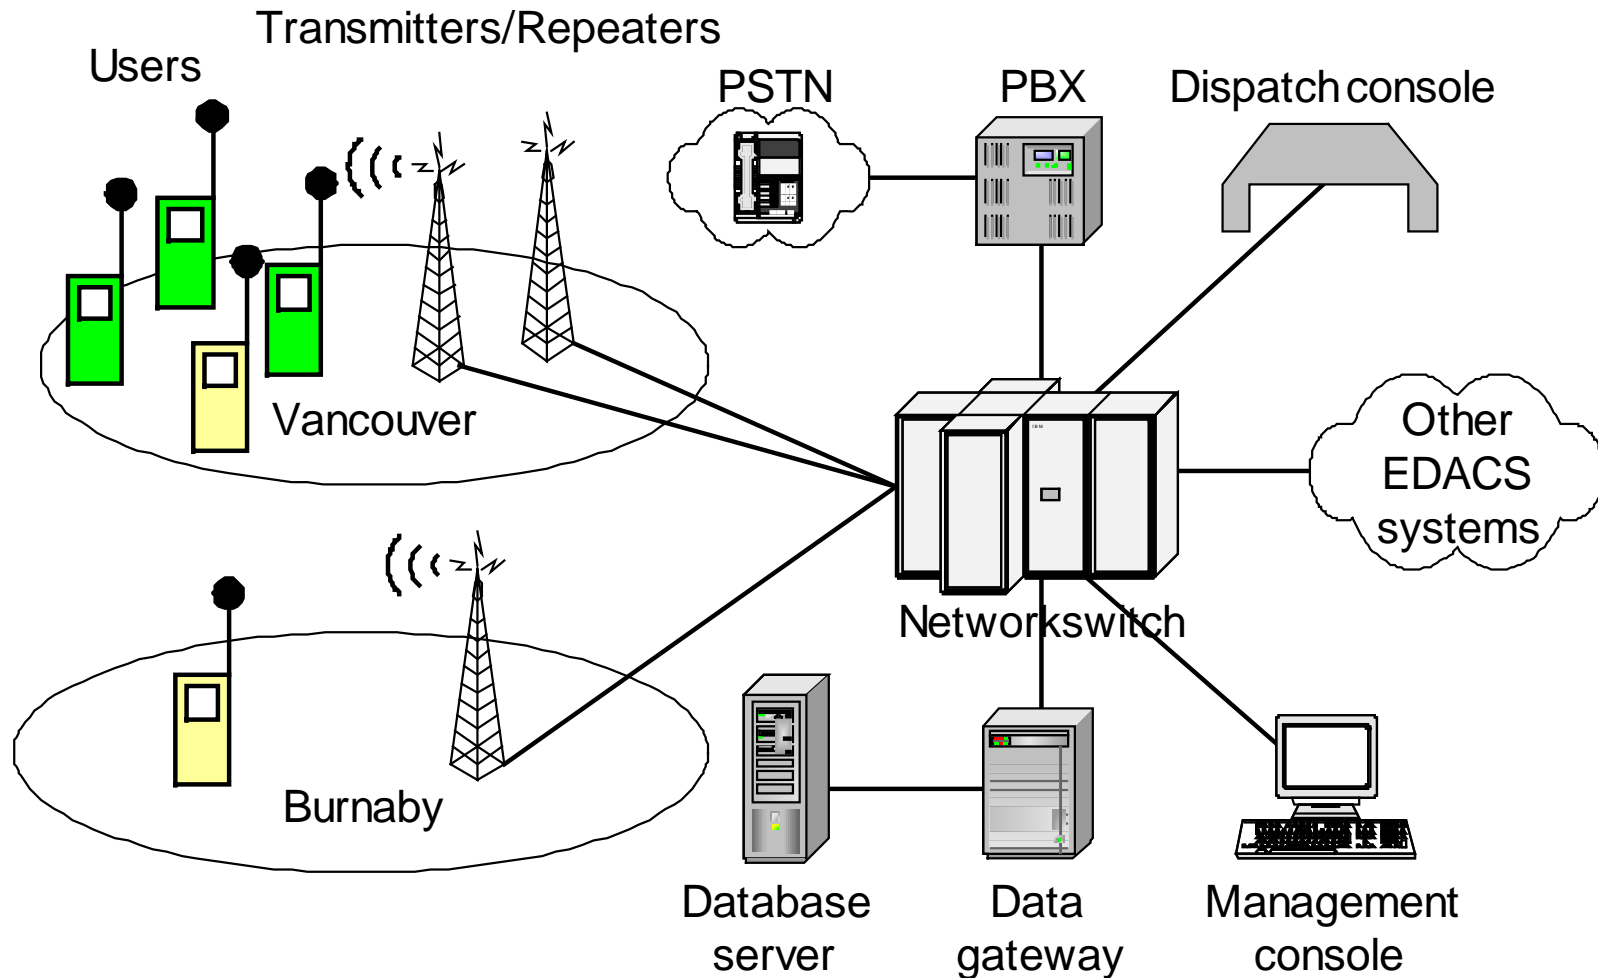 Transmitters/Repeaters
Users
PSTN
PBX
Dispatch console
Vancouver
IBM
Other
EDACS
systems
Networkswitch
Burnaby
Database
server
Data
gateway
Management
console